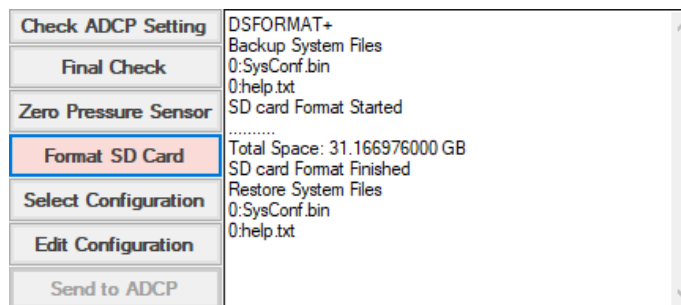 Check ADCP Setting
Final Check
Zero Pressure Sensor
Format SD Card
Select Configuration
Edit Configuration
Send to ADCP
DSFORMAT+
Backup System Files
0:SysConf.bin
0:help.txt
SD card Format Started
..........
Total Space: 31.166976000 GB
SD card Format Finished
Restore System Files
0:SysConf.bin
0:help.txt